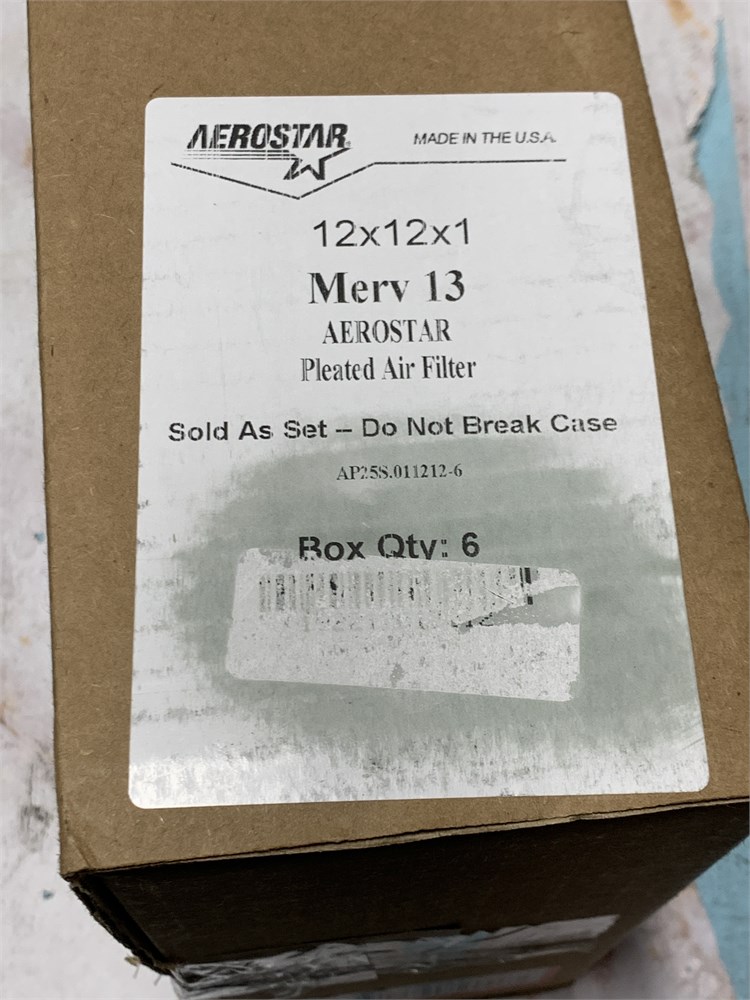 AEROSTAR®
MADE IN THE U.S.A.
12x12x1
Merv 13
AEROSTAR
Pleated Air Filter
Sold As Set -- Do Not Break Case
AP25S.011212-6
Box Qty: 6